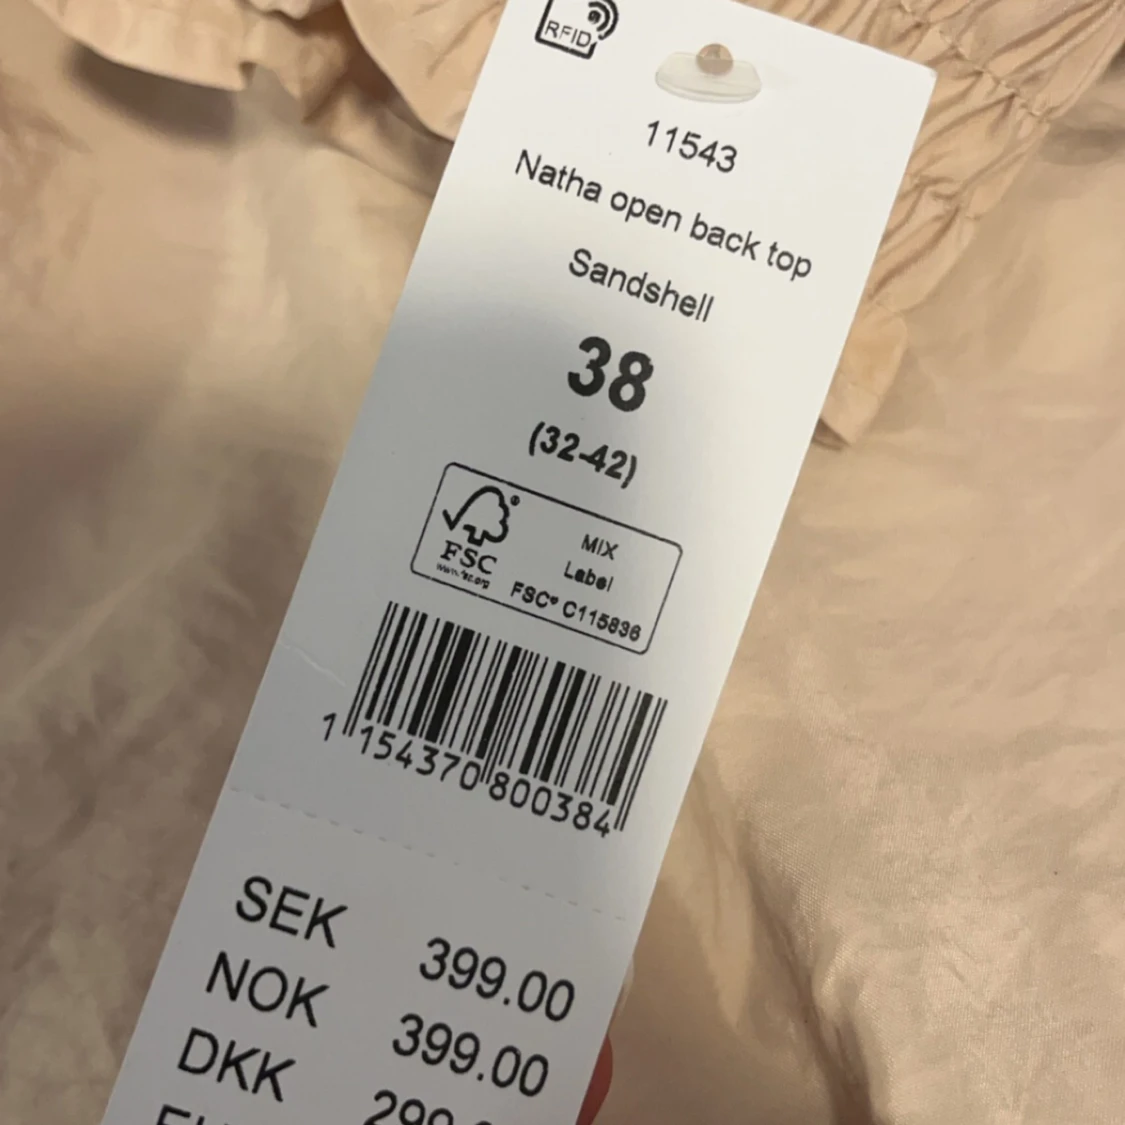 RFID
11543
Natha open back top
Sandshell
38
(32-42)
FSC®
www.fsc.org
MIX
Label
FSC® C115836
1 154370 800384
SEK 399.00
NOK 399.00
DKK